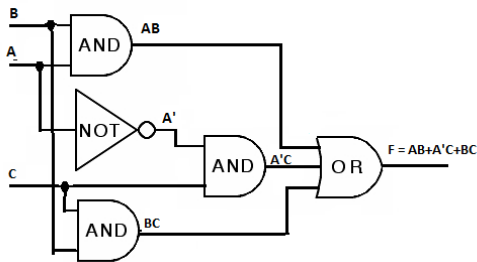 B
AND
AB
A
NOT
A'
AND
A'C
OR
F = AB+A'C+BC
C
AND
BC